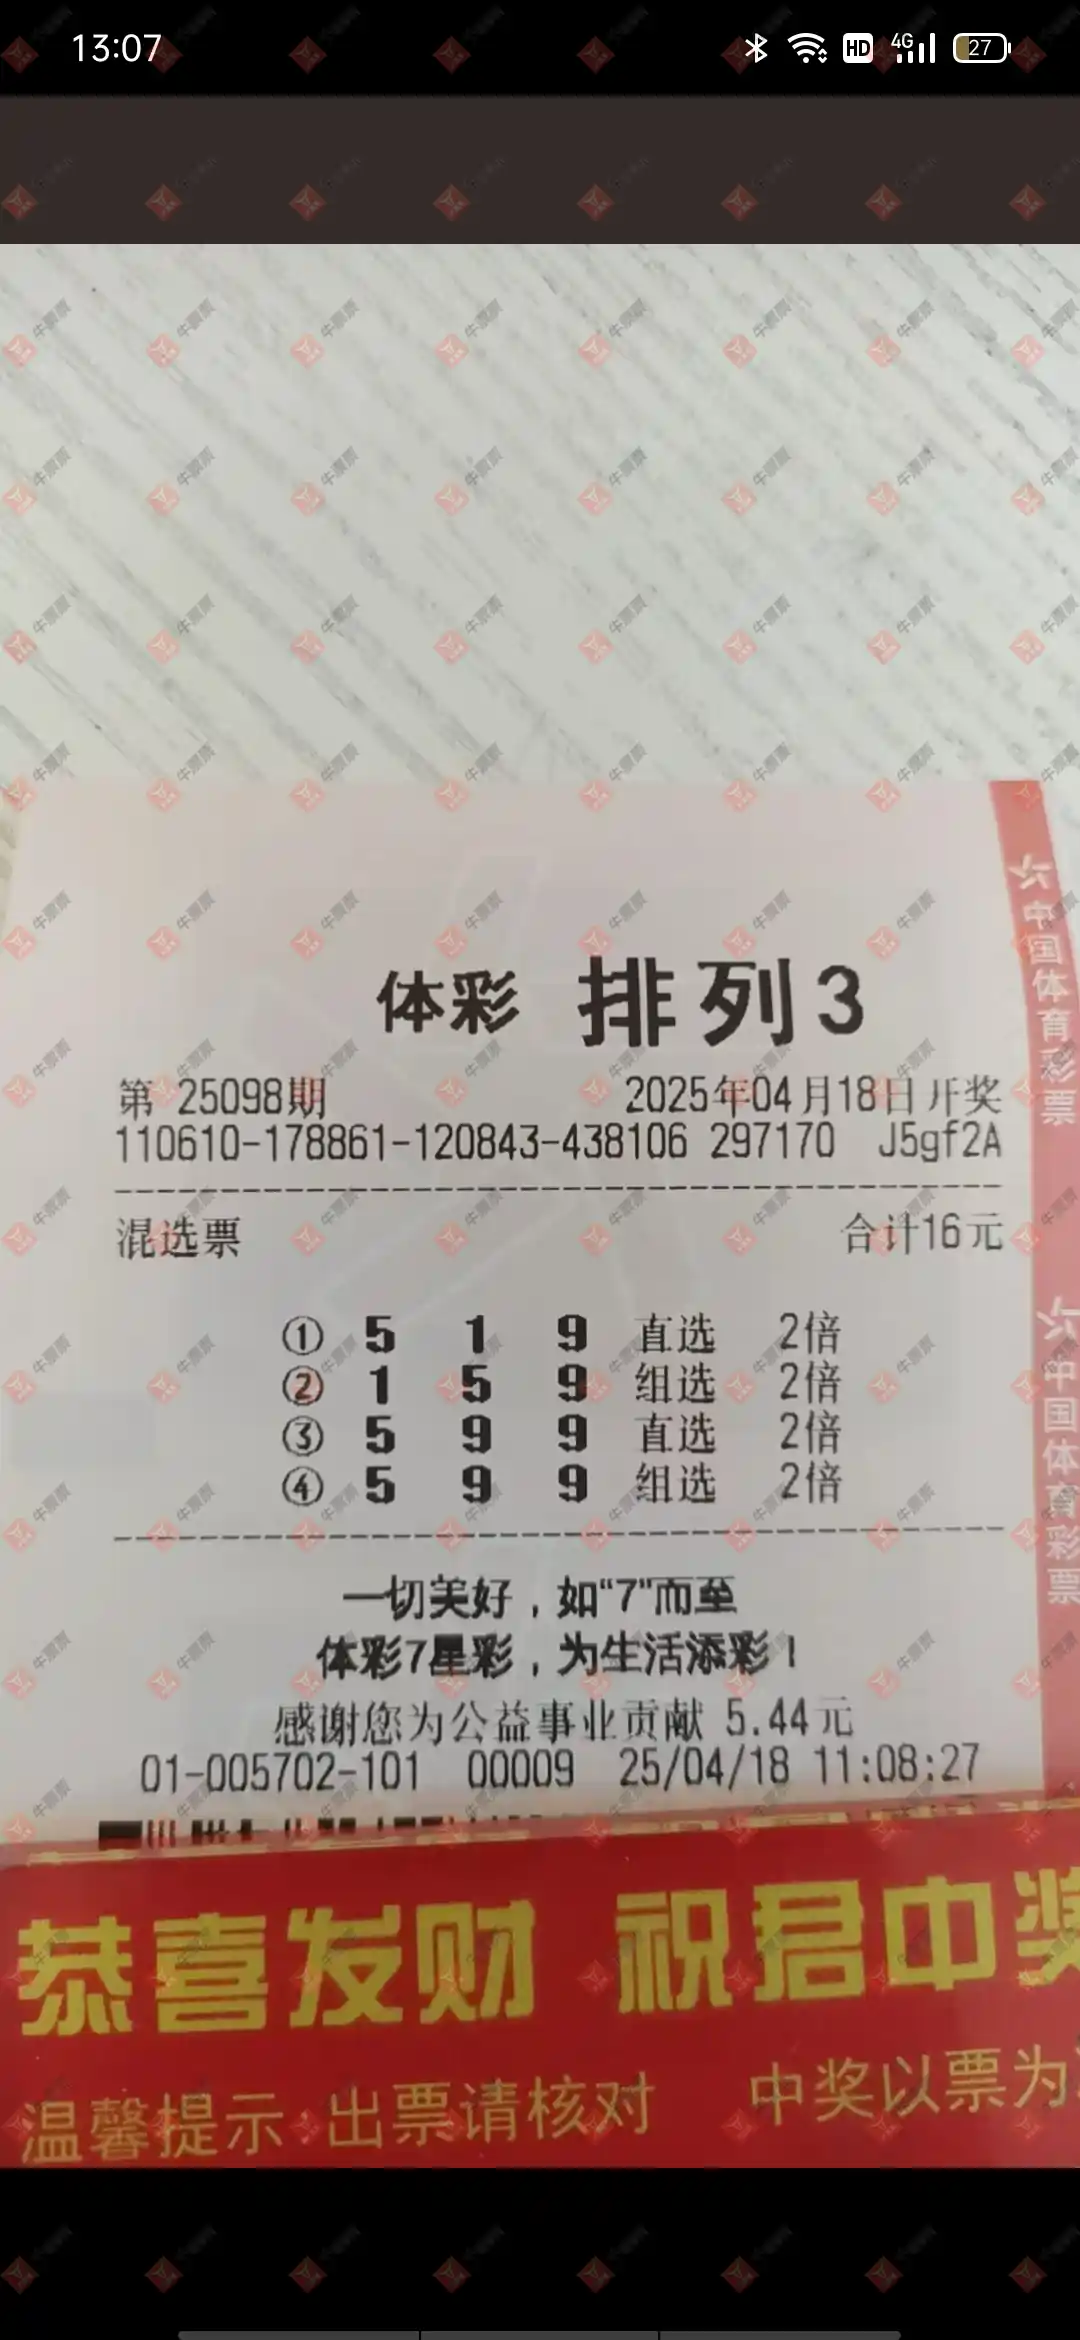 13:07
HD 4G 27
体彩 排列3
第 25098期 2025年04月18日开奖
110610-178861-120843-438106 297170 J5gf2A
混选票 合计16元
① 5 1 9 直选 2倍
② 1 5 9 组选 2倍
③ 5 9 9 直选 2倍
④ 5 9 9 组选 2倍
一切美好，如“7”而至
体彩7星彩，为生活添彩！
感谢您为公益事业贡献 5.44元
01-005702-101 00009 25/04/18 11:08:27
中国体育彩票
中国体育彩票
恭喜发财 祝君中奖
温馨提示：出票请核对 中奖以票为
牛票票